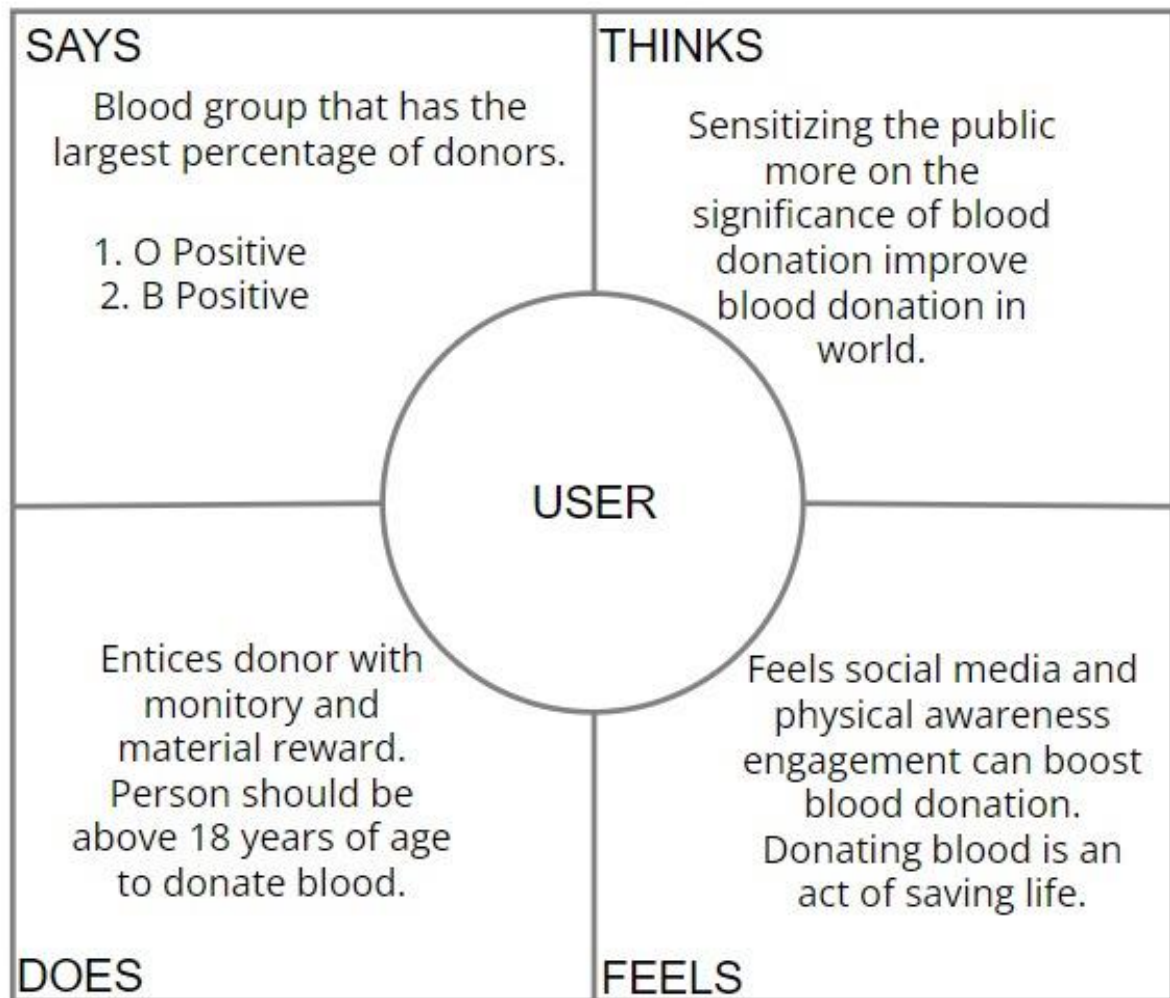 SAYS
Blood group that has the
largest percentage of donors.
1. O Positive
2. B Positive
THINKS
Sensitizing the public
more on the
significance of blood
donation improve
blood donation in
world.
USER
Entices donor with
monitory and
material reward.
Person should be
above 18 years of age
to donate blood.
DOES
Feels social media and
physical awareness
engagement can boost
blood donation.
Donating blood is an
act of saving life.
FEELS